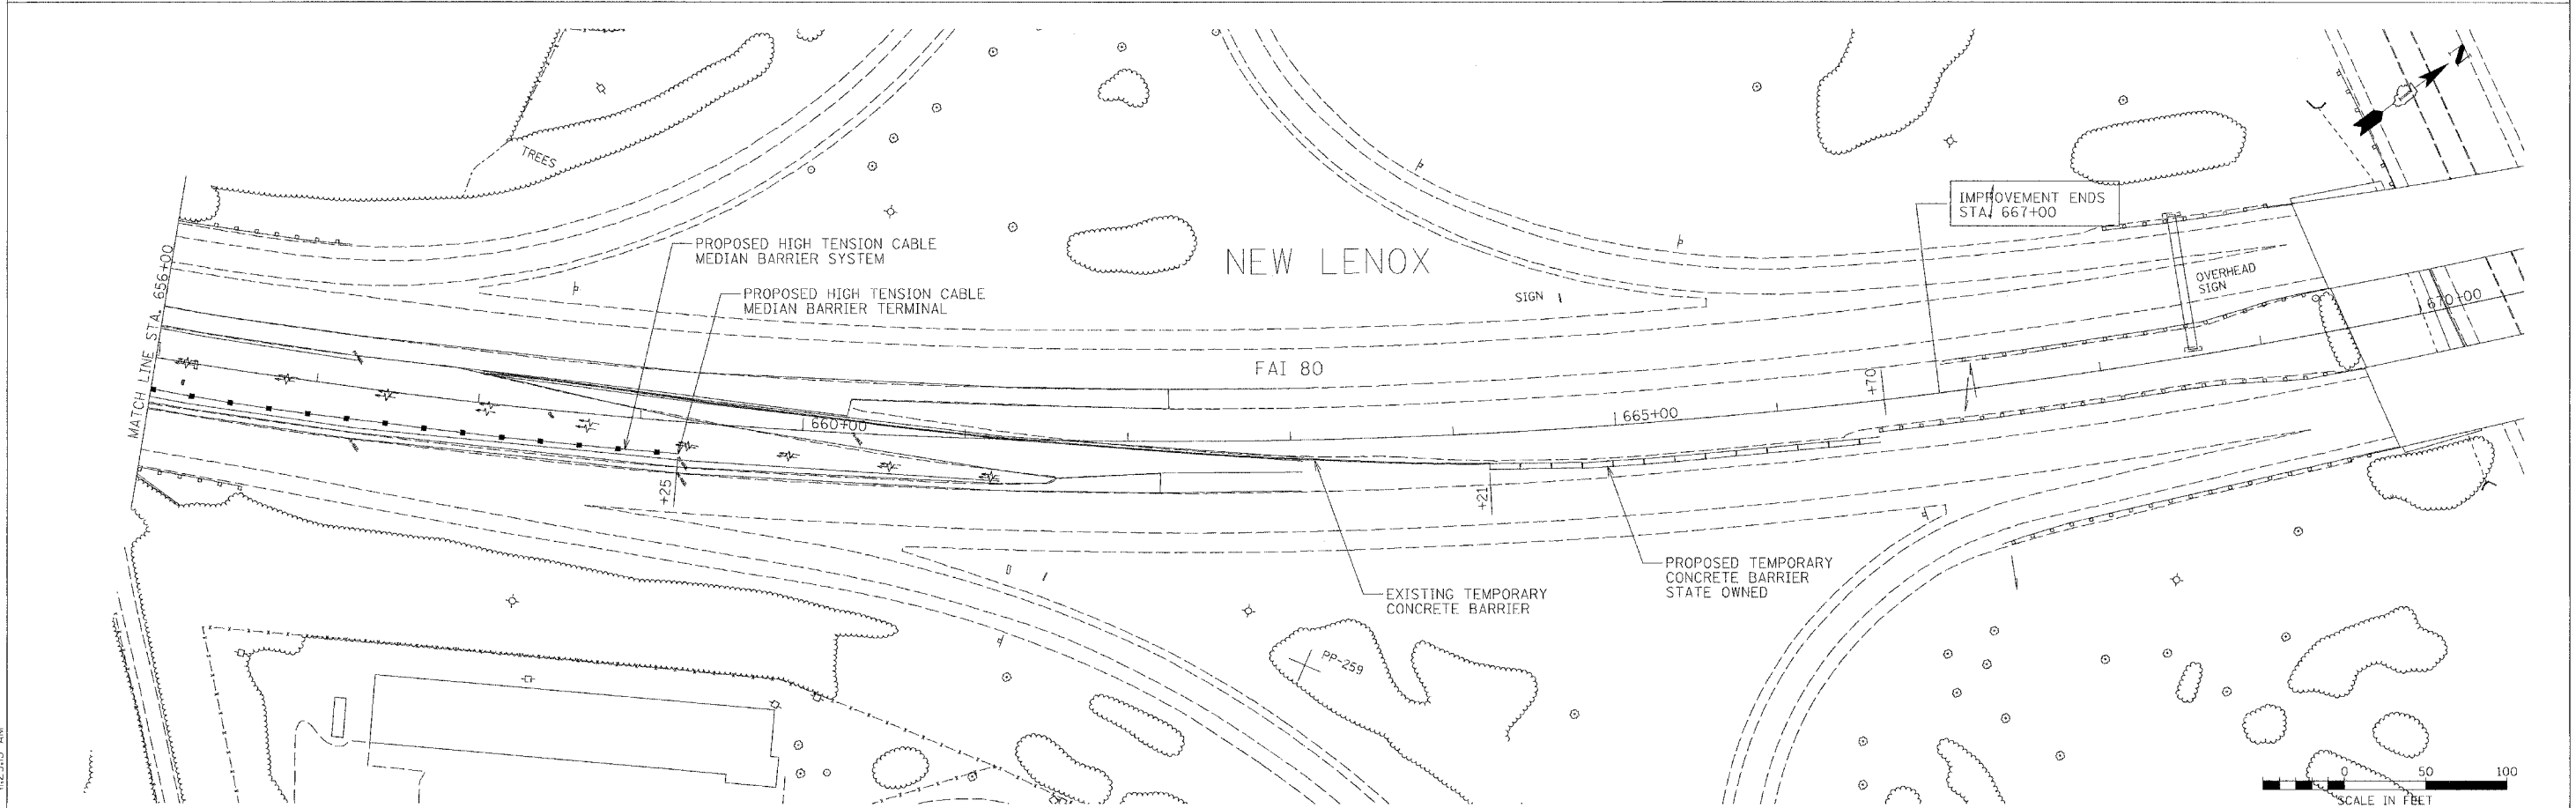 TREES
MATCH LINE STA. 656+00
PROPOSED HIGH TENSION CABLE
MEDIAN BARRIER SYSTEM
PROPOSED HIGH TENSION CABLE
MEDIAN BARRIER TERMINAL
NEW LENOX
SIGN
FAI 80
IMPROVEMENT ENDS
STA. 667+00
OVERHEAD
SIGN
N
670+00
660+00
665+00
+70
+25
+21
EXISTING TEMPORARY
CONCRETE BARRIER
PROPOSED TEMPORARY
CONCRETE BARRIER
STATE OWNED
PP-259
0 50 100
SCALE IN FEET